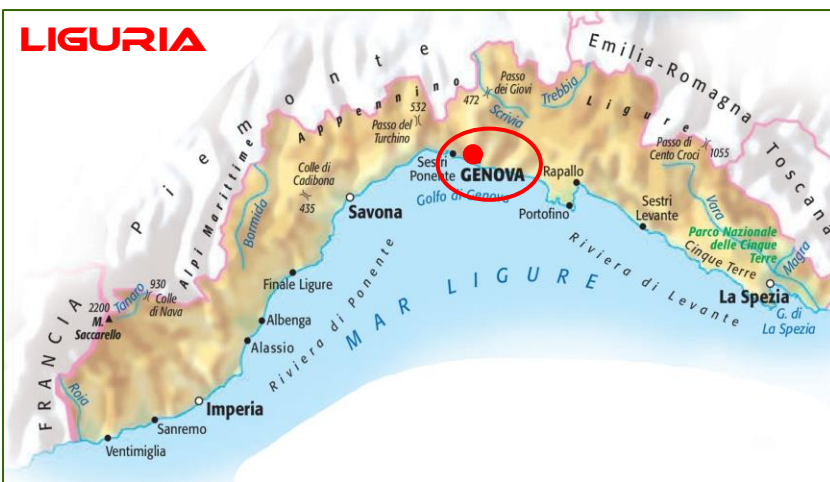 LIGURIA
Piemonte
Emilia-Romagna
Toscana
FRANCIA
Alpi Marittime
Appennino
Ligure
532
Passo del
Turchino
472
Passo
dei Giovi
Scrivia
Trebbia
Passo di
Cento Croci
1055
Colle di
Cadibona
435
Bormida
Sestri
Ponente
GENOVA
Golfo di Genova
Rapallo
Portofino
Savona
Sestri
Levante
Vara
Parco Nazionale
delle Cinque
Terre
Cinque Terre
Magra
La Spezia
G. di
La Spezia
Riviera di Levante
Riviera di Ponente
MAR LIGURE
Finale Ligure
2200
M.
Saccarello
Tanaro
930
Colle
di Nava
Albenga
Alassio
Roia
Imperia
Sanremo
Ventimiglia